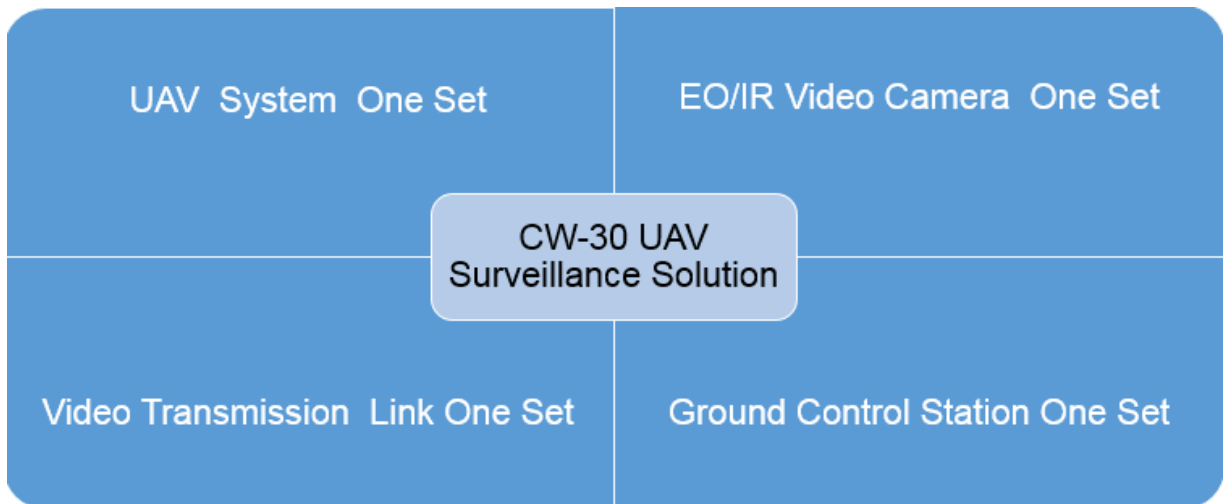 UAV System One Set
EO/IR Video Camera One Set
CW-30 UAV
Surveillance Solution
Video Transmission Link One Set
Ground Control Station One Set